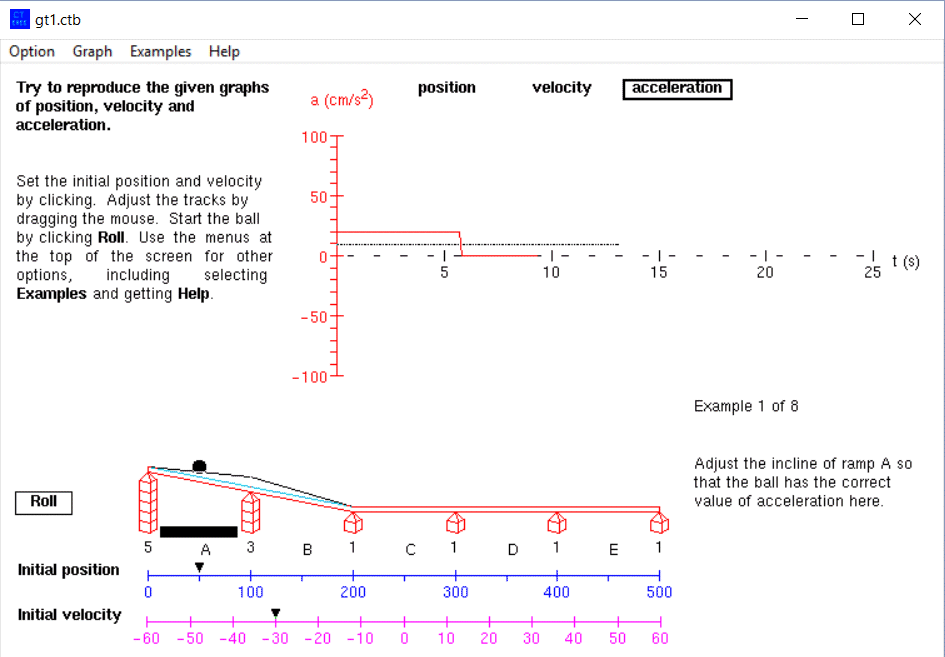 gt1.ctb
Option Graph Examples Help
Try to reproduce the given graphs
of position, velocity and
acceleration.
position velocity acceleration
a (cm/s²)
Set the initial position and velocity
by clicking. Adjust the tracks by
dragging the mouse. Start the ball
by clicking Roll. Use the menus at
the top of the screen for other
options, including selecting
Examples and getting Help.
100
50
0
-50
-100
5 10 15 20 25 t (s)
Example 1 of 8
Adjust the incline of ramp A so
that the ball has the correct
value of acceleration here.
Roll
5 A 3 B 1 C 1 D 1 E 1
Initial position
0 100 200 300 400 500
Initial velocity
-60 -50 -40 -30 -20 -10 0 10 20 30 40 50 60